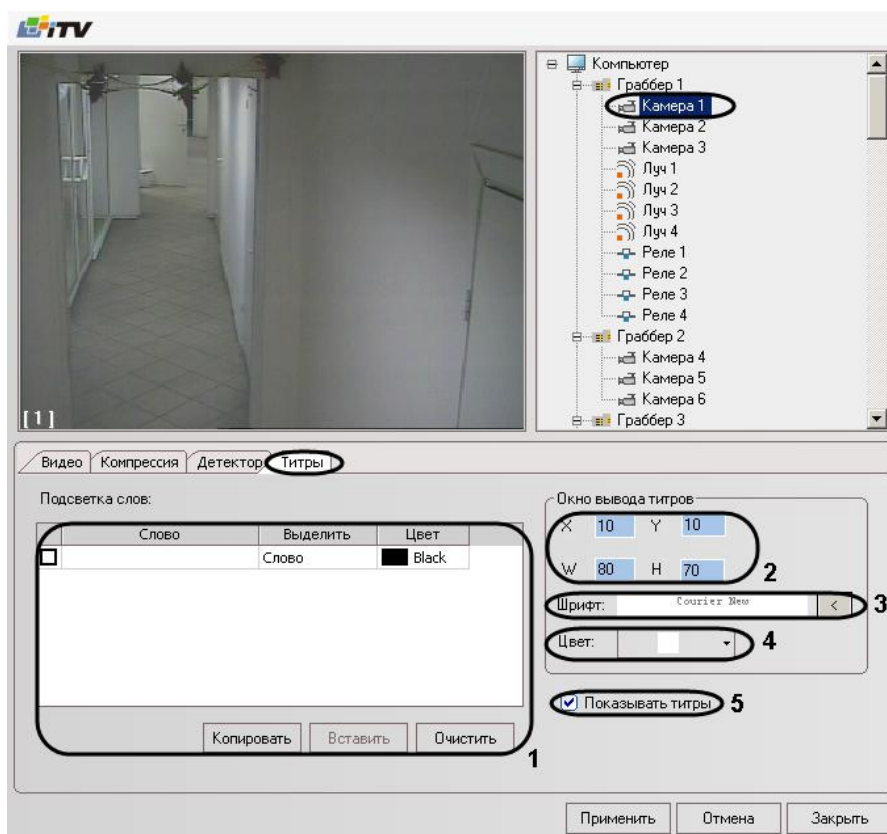 iTV
[1]
Компьютер
Граббер 1
Камера 1
Камера 2
Камера 3
Луч 1
Луч 2
Луч 3
Луч 4
Реле 1
Реле 2
Реле 3
Реле 4
Граббер 2
Камера 4
Камера 5
Камера 6
Граббер 3
Видео Компрессия Детектор Титры
Подсветка слов:
Слово Выделить Цвет
Слово Black
Копировать Вставить Очистить
1
Окно вывода титров
X 10 Y 10
W 80 H 70
2
Шрифт: Courier New <
3
Цвет:
4
Показывать титры
5
Применить Отмена Закрыть